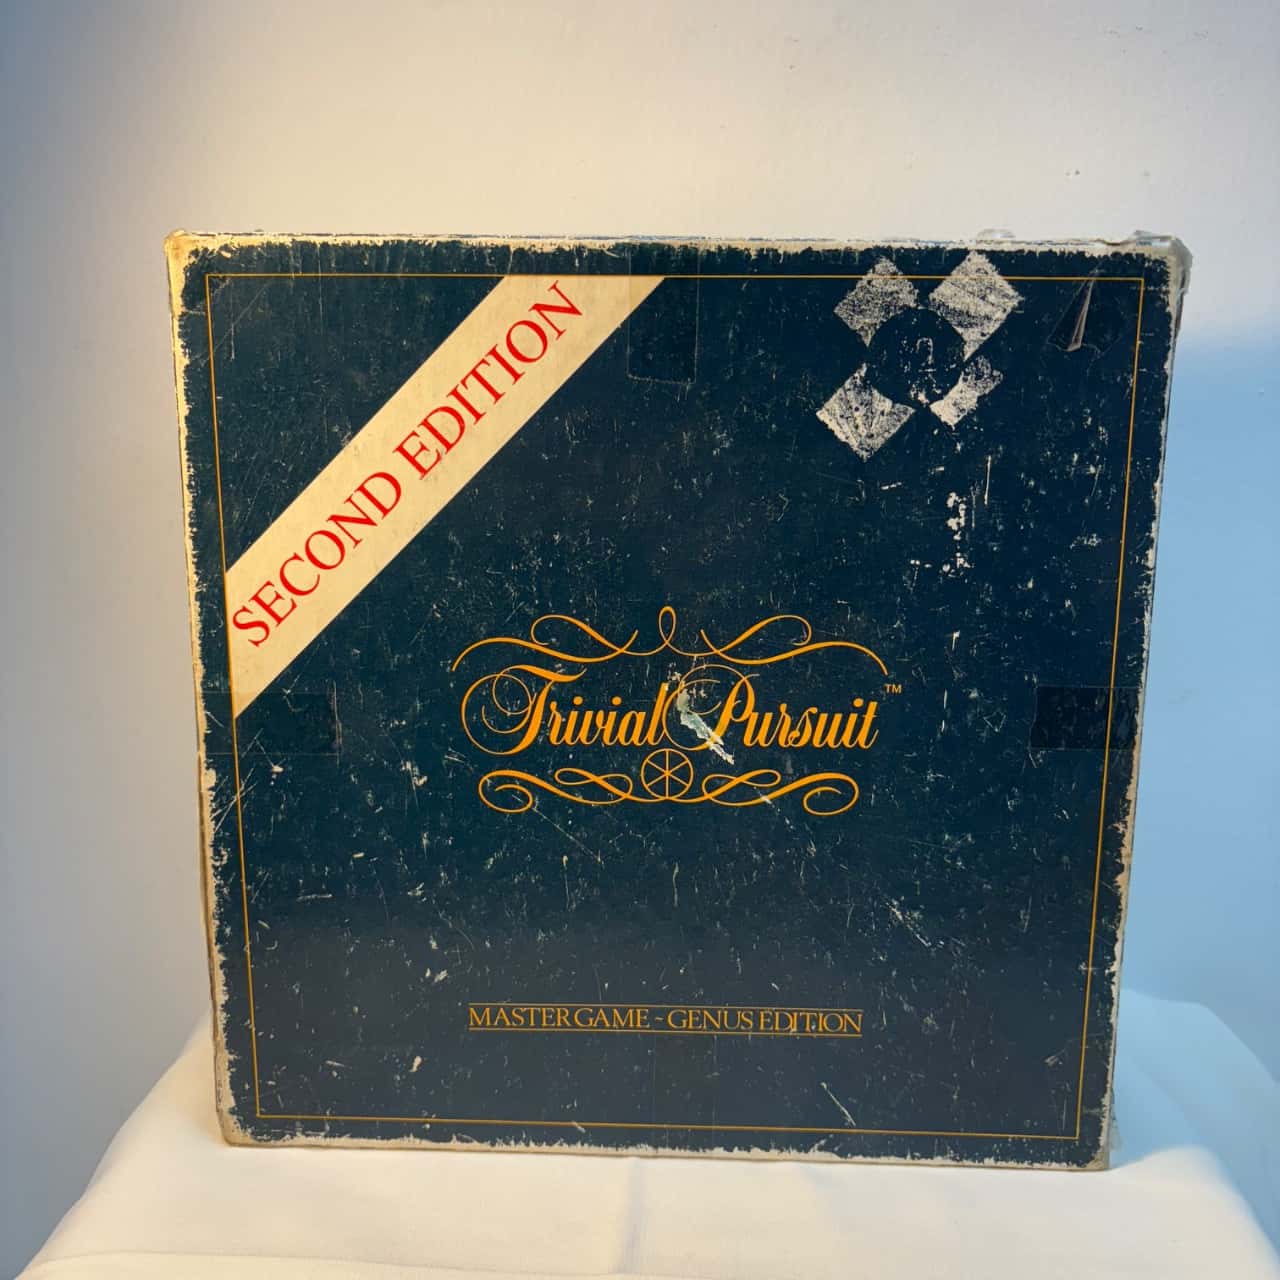 SECOND EDITION
Trivial Pursuit™
MASTER GAME ~ GENUS EDITION